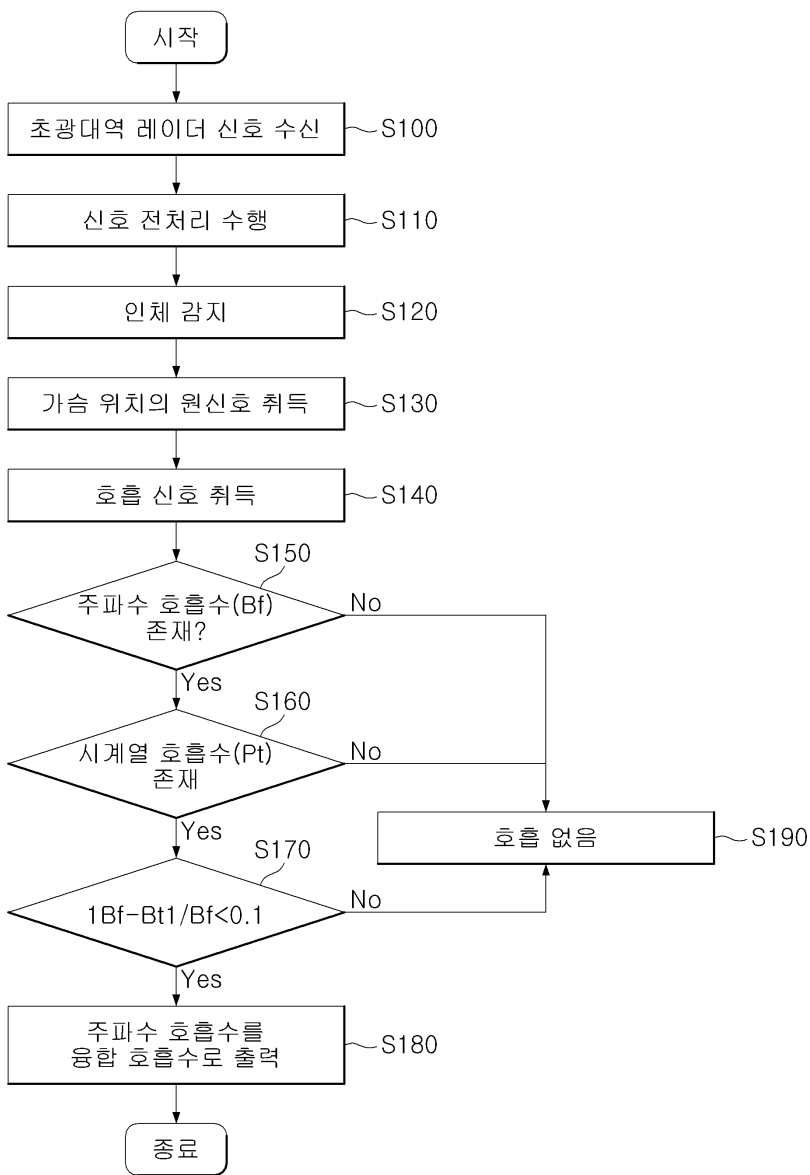 시작
초광대역 레이더 신호 수신
S100
신호 전처리 수행
S110
인체 감지
S120
가슴 위치의 원신호 취득
S130
호흡 신호 취득
S140
S150
주파수 호흡수(Bf)
존재?
No
Yes
S160
시계열 호흡수(Pt)
존재
No
Yes
호흡 없음
S190
S170
1Bf-Bt1/Bf<0.1
No
Yes
주파수 호흡수를
융합 호흡수로 출력
S180
종료